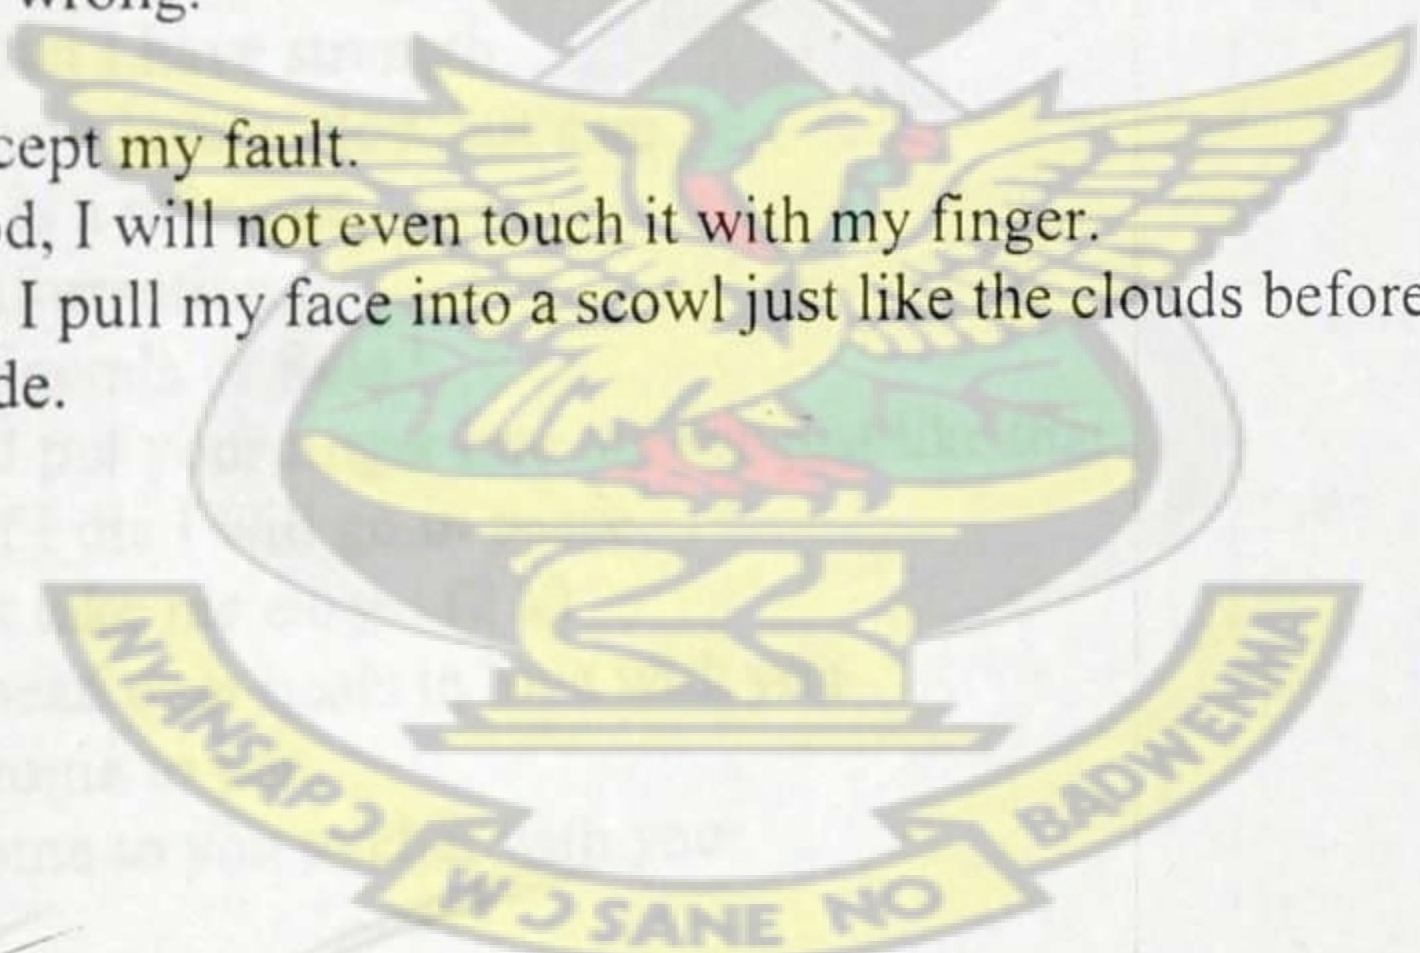 wrong.
cept my fault.
d, I will not even touch it with my finger.
I pull my face into a scowl just like the clouds before
de.
NYANSAPƆ
WƆSANE NO
BADWENMA